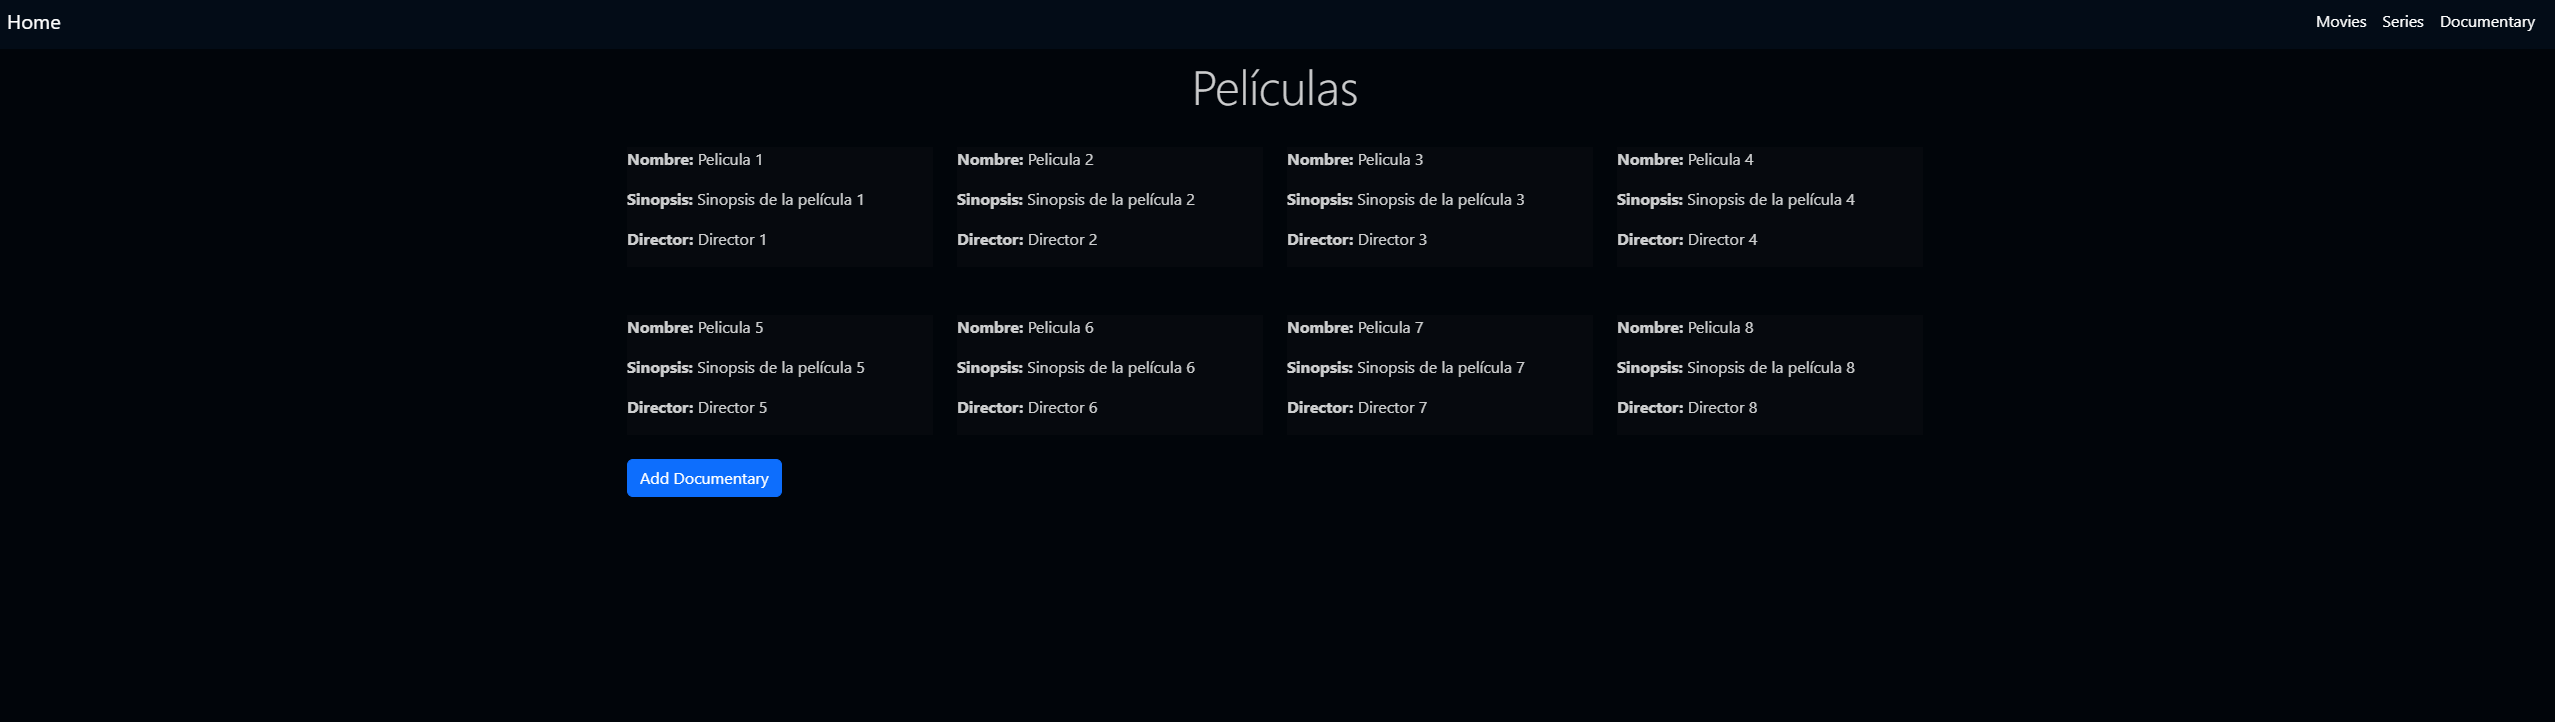 Home Movies Series Documentary
Películas
Nombre: Pelicula 1
Sinopsis: Sinopsis de la película 1
Director: Director 1
Nombre: Pelicula 2
Sinopsis: Sinopsis de la película 2
Director: Director 2
Nombre: Pelicula 3
Sinopsis: Sinopsis de la película 3
Director: Director 3
Nombre: Pelicula 4
Sinopsis: Sinopsis de la película 4
Director: Director 4
Nombre: Pelicula 5
Sinopsis: Sinopsis de la película 5
Director: Director 5
Nombre: Pelicula 6
Sinopsis: Sinopsis de la película 6
Director: Director 6
Nombre: Pelicula 7
Sinopsis: Sinopsis de la película 7
Director: Director 7
Nombre: Pelicula 8
Sinopsis: Sinopsis de la película 8
Director: Director 8
Add Documentary